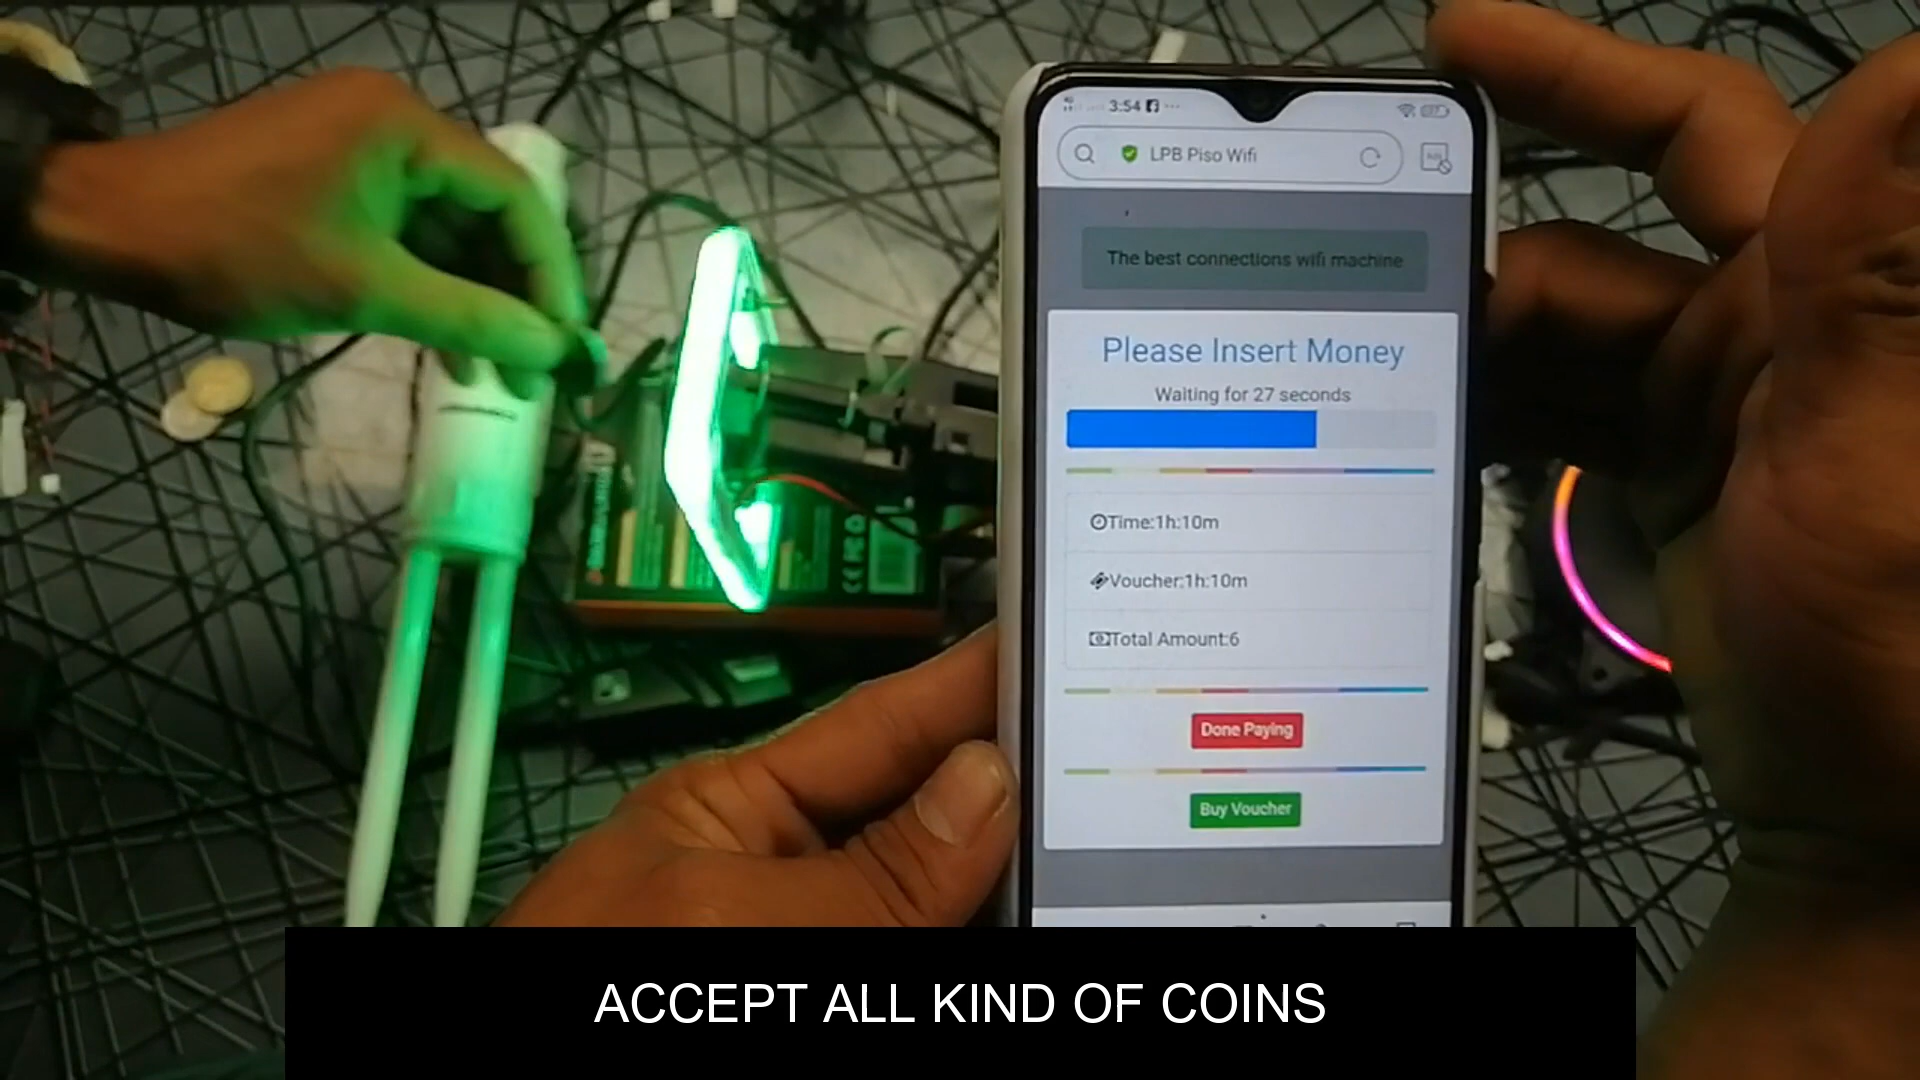 3:54
LPB Piso Wifi
The best connections wifi machine
Please Insert Money
Waiting for 27 seconds
Time:1h:10m
Voucher:1h:10m
Total Amount:6
Done Paying
Buy Voucher
ACCEPT ALL KIND OF COINS